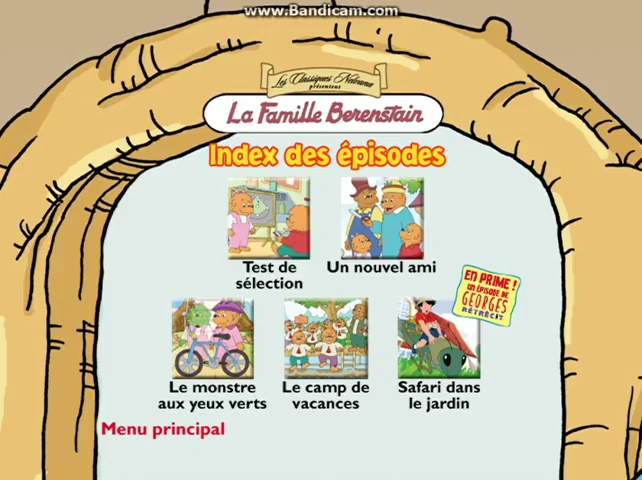 www.Bandicam.com
Les Classiques Nelvana
présentent
La Famille Berenstain
Index des épisodes
Test de
sélection
Un nouvel ami
EN PRIME !
UN ÉPISODE DE
GEORGES
RÉTRÉCIT
Le monstre
aux yeux verts
Le camp de
vacances
Safari dans
le jardin
Menu principal